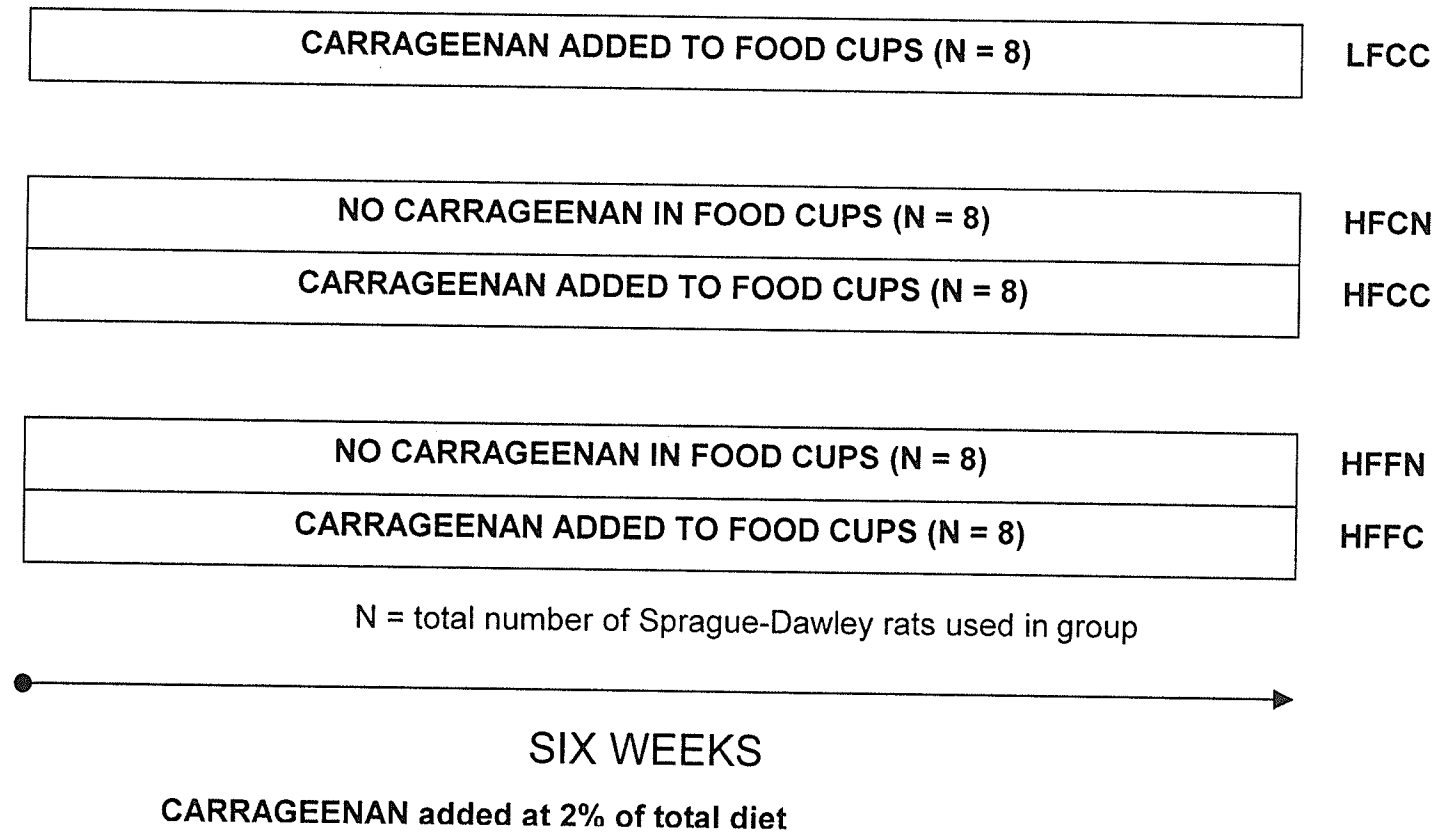 CARRAGEENAN ADDED TO FOOD CUPS (N = 8) LFCC
NO CARRAGEENAN IN FOOD CUPS (N = 8) HFCN
CARRAGEENAN ADDED TO FOOD CUPS (N = 8) HFCC
NO CARRAGEENAN IN FOOD CUPS (N = 8) HFFN
CARRAGEENAN ADDED TO FOOD CUPS (N = 8) HFFC
N = total number of Sprague-Dawley rats used in group
SIX WEEKS
CARRAGEENAN added at 2% of total diet